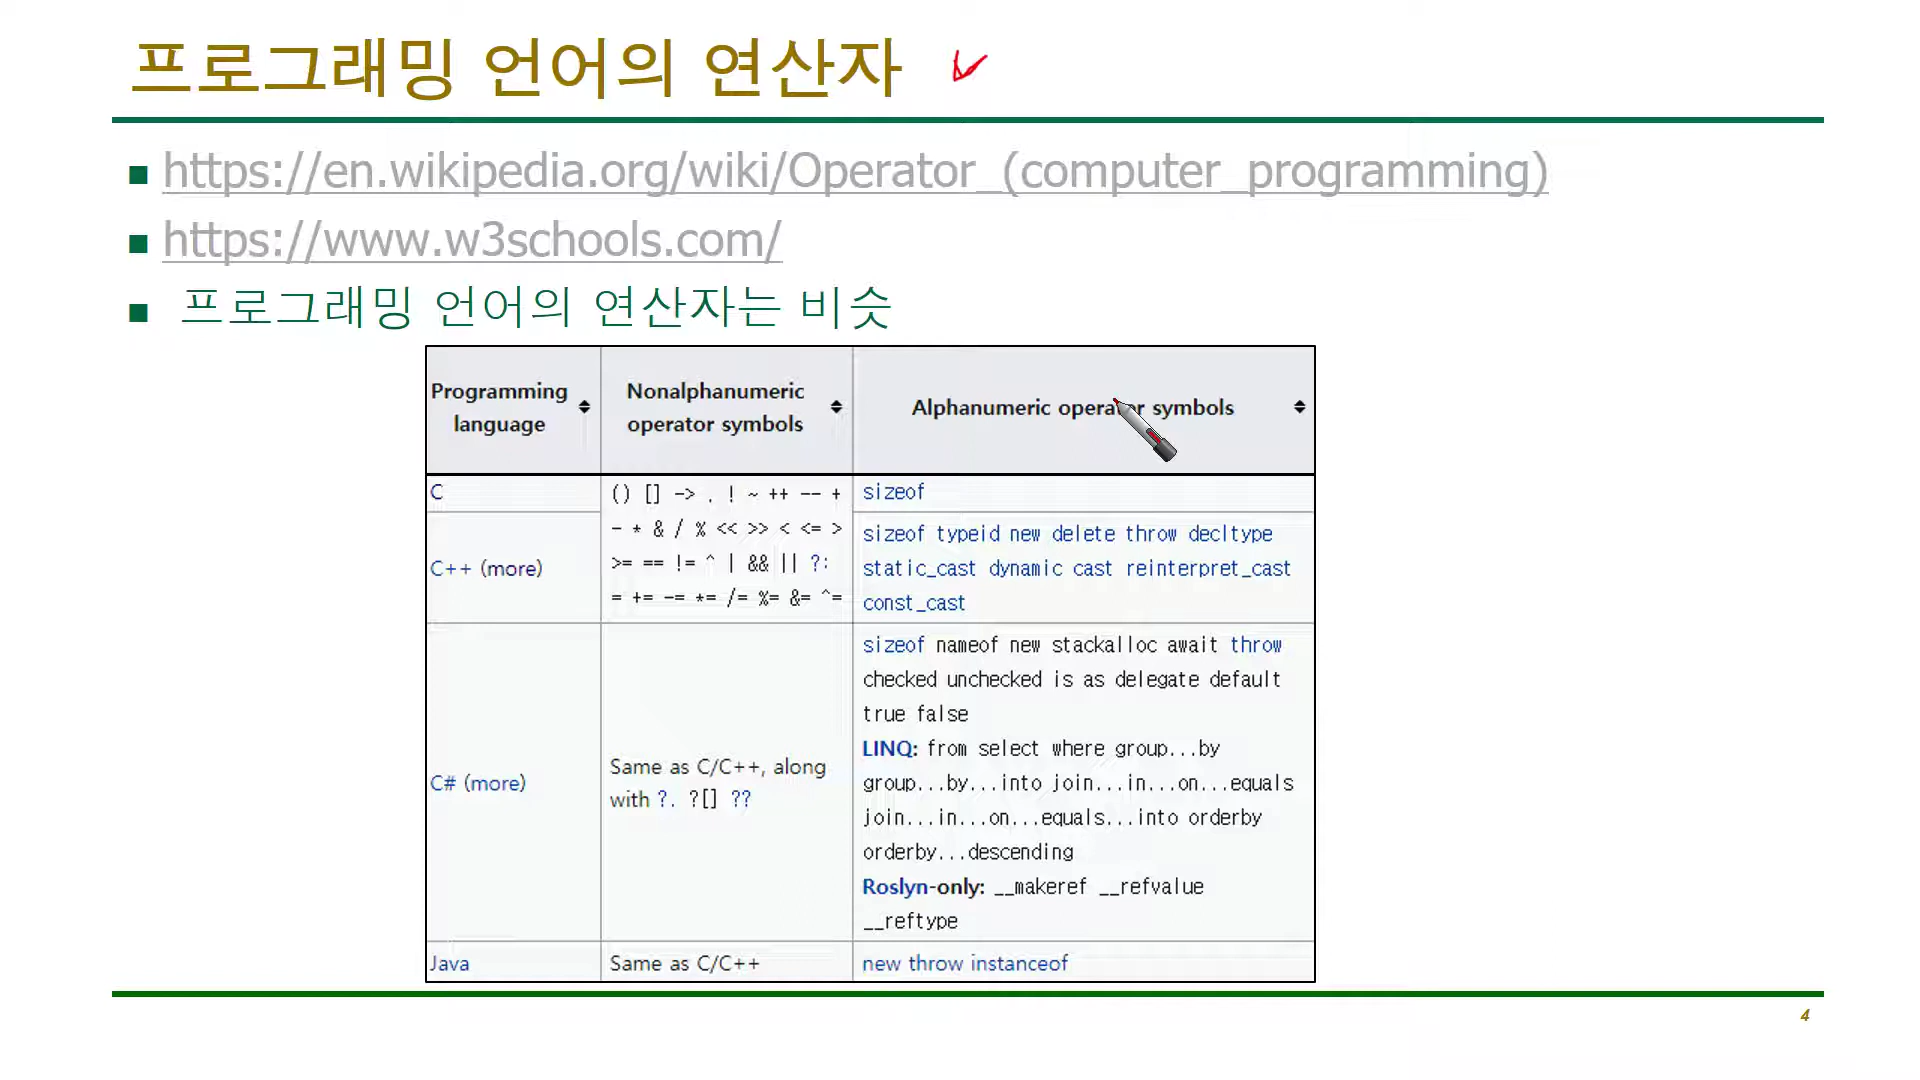 프로그래밍 언어의 연산자
https://en.wikipedia.org/wiki/Operator_(computer_programming)
https://www.w3schools.com/
프로그래밍 언어의 연산자는 비슷
Programming language
Nonalphanumeric operator symbols
Alphanumeric operator symbols
C
() [] -> . ! ~ ++ -- +
- * & / % << >> < <= >
>= == != ^ | && || ?:
= += -= *= /= %= &= ^=
sizeof
C++ (more)
sizeof typeid new delete throw decltype
static_cast dynamic cast reinterpret_cast
const_cast
C# (more)
Same as C/C++, along
with ?. ?[] ??
sizeof nameof new stackalloc await throw
checked unchecked is as delegate default
true false
LINQ: from select where group...by
group...by...into join...in...on...equals
join...in...on...equals...into orderby
orderby...descending
Roslyn-only: __makeref __refvalue
__reftype
Java
Same as C/C++
new throw instanceof
4